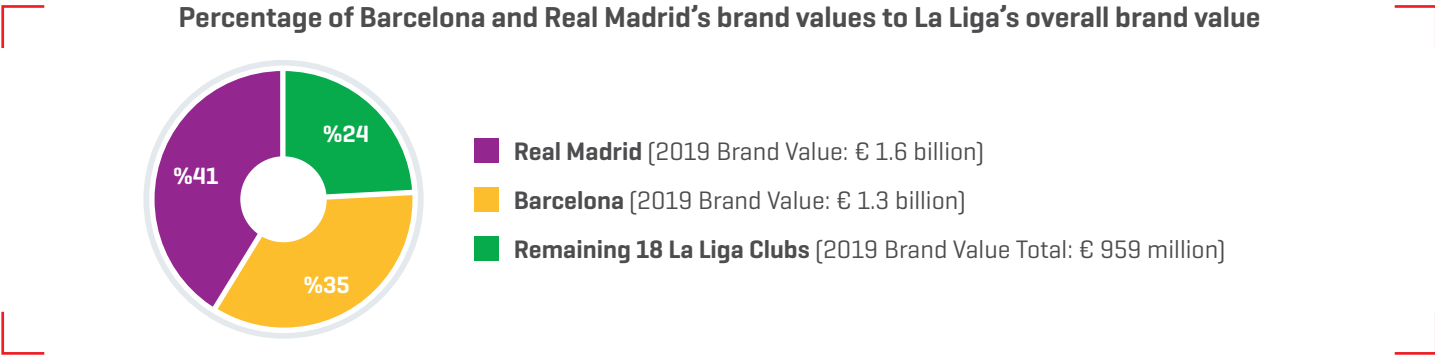 Percentage of Barcelona and Real Madrid’s brand values to La Liga’s overall brand value
%24
%41
%35
Real Madrid (2019 Brand Value: € 1.6 billion)
Barcelona (2019 Brand Value: € 1.3 billion)
Remaining 18 La Liga Clubs (2019 Brand Value Total: € 959 million)